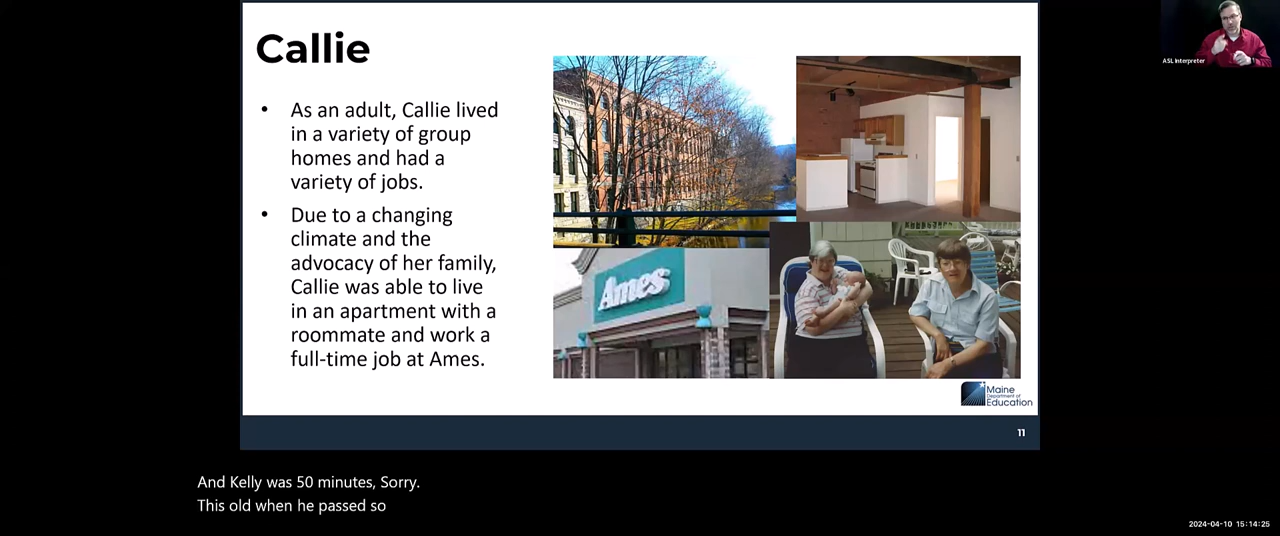 Callie
• As an adult, Callie lived
in a variety of group
homes and had a
variety of jobs.
• Due to a changing
climate and the
advocacy of her family,
Callie was able to live
in an apartment with a
roommate and work a
full-time job at Ames.
Ames
Maine
Department of
Education
11
ASL Interpreter
And Kelly was 50 minutes, Sorry.
This old when he passed so
2024-04-10 15:14:25